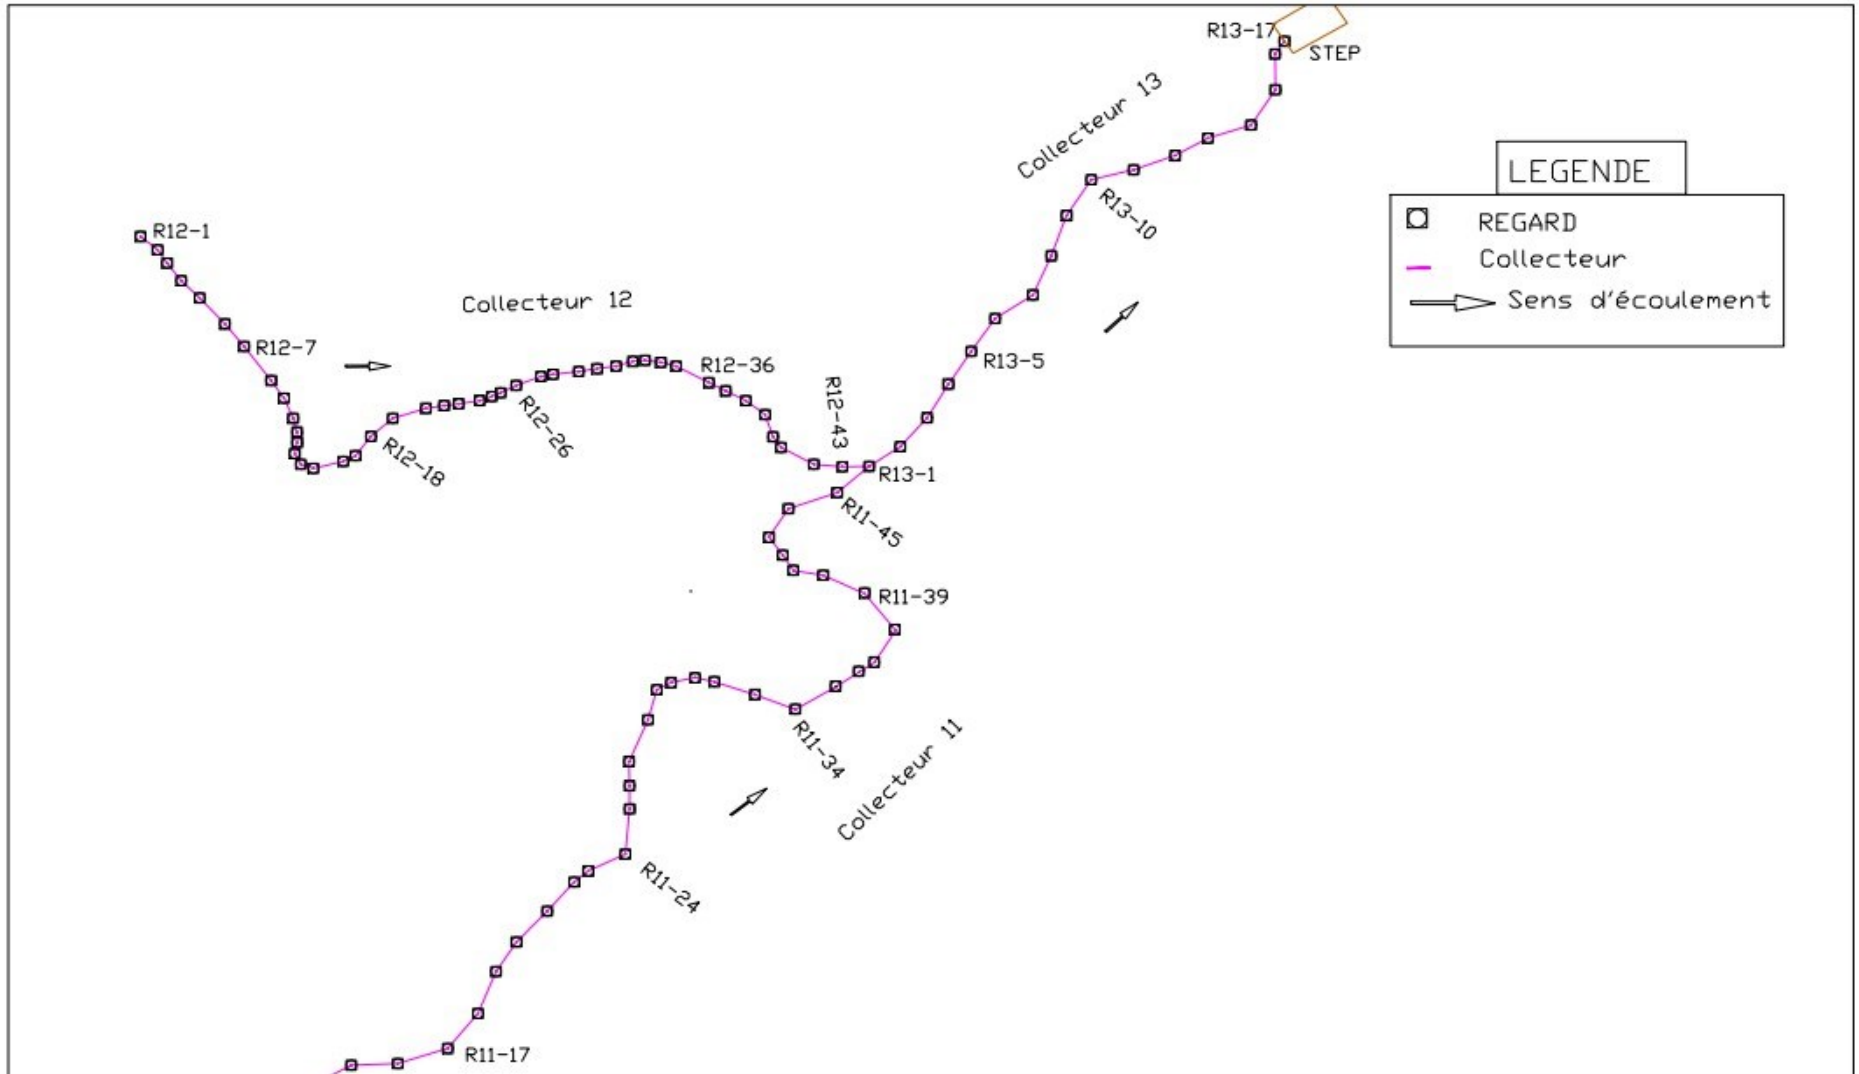 R13-17
STEP
Collecteur 13
LEGENDE
REGARD
Collecteur
Sens d'écoulement
R13-10
R12-1
Collecteur 12
R12-7
R12-36
R13-5
R12-43
R12-26
R12-18
R13-1
R11-45
R11-39
R11-34
Collecteur 11
R11-24
R11-17